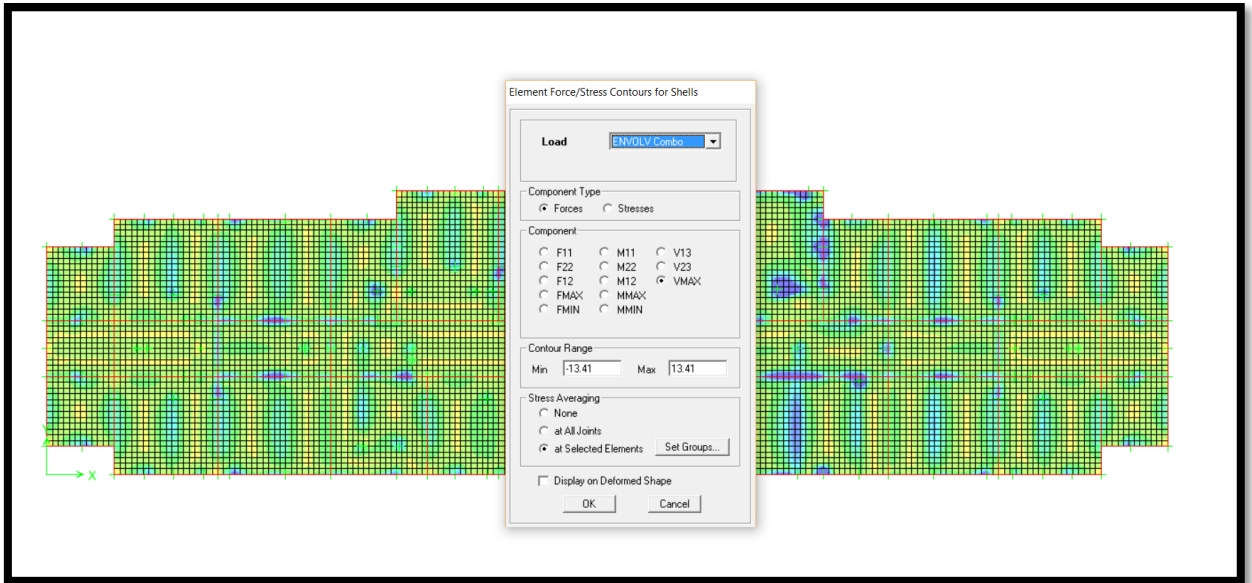 Element Force/Stress Contours for Shells
Load ENVOLV Combo
Component Type
Forces Stresses
Component
F11 M11 V13
F22 M22 V23
F12 M12 VMAX
FMAX MMAX
FMIN MMIN
Contour Range
Min -13.41 Max 13.41
Stress Averaging
None
at All Joints
at Selected Elements Set Groups...
Display on Deformed Shape
OK Cancel
Y
X